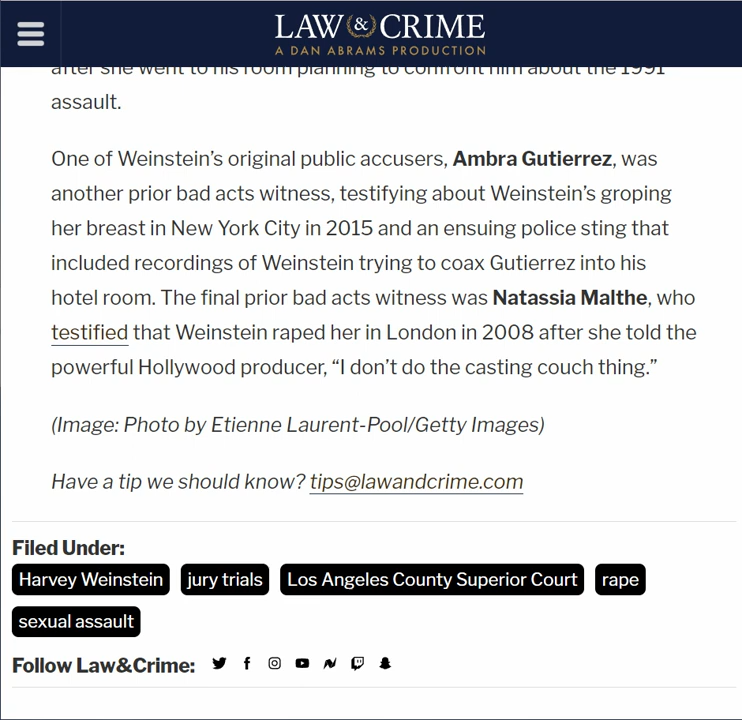 LAW & CRIME
A DAN ABRAMS PRODUCTION
after she went to his room planning to confront him about the 1991
assault.
One of Weinstein’s original public accusers, Ambra Gutierrez, was
another prior bad acts witness, testifying about Weinstein’s groping
her breast in New York City in 2015 and an ensuing police sting that
included recordings of Weinstein trying to coax Gutierrez into his
hotel room. The final prior bad acts witness was Natassia Malthe, who
testified that Weinstein raped her in London in 2008 after she told the
powerful Hollywood producer, “I don’t do the casting couch thing.”
(Image: Photo by Etienne Laurent-Pool/Getty Images)
Have a tip we should know? tips@lawandcrime.com
Filed Under:
Harvey Weinstein jury trials Los Angeles County Superior Court rape
sexual assault
Follow Law&Crime: